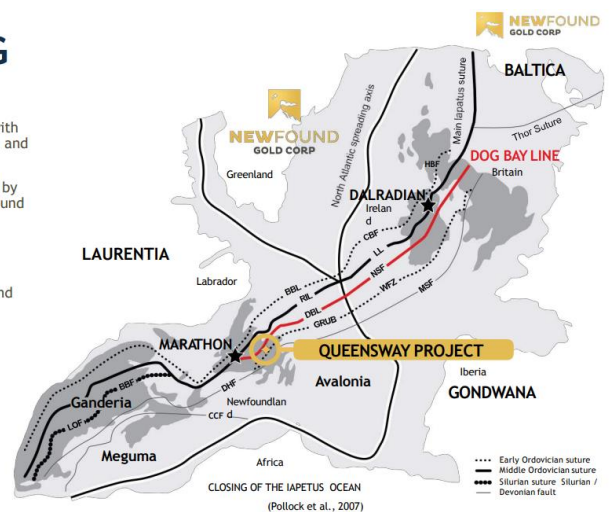 G
ith
and
by
und
nd
NEWFOUND
GOLD CORP
BALTICA
NEWFOUND
GOLD CORP
North Atlantic spreading axis
Main Iapatus suture
Thor Suture
HBF
DOG BAY LINE
Greenland
Britain
DALRADIAN
Irelan
d
CBF
LL
LAURENTIA
NSF
Labrador
BBL
RIL
WFZ
DBL
MSF
GRUB
MARATHON
QUEENSWAY PROJECT
Iberia
DHF
Avalonia
GONDWANA
BBF
Ganderia
Newfoundlan
d
CCF
LOF
Meguma
Africa
CLOSING OF THE IAPETUS OCEAN
(Pollock et al., 2007)
Early Ordovician suture
Middle Ordovician suture
Silurian suture Silurian /
Devonian fault